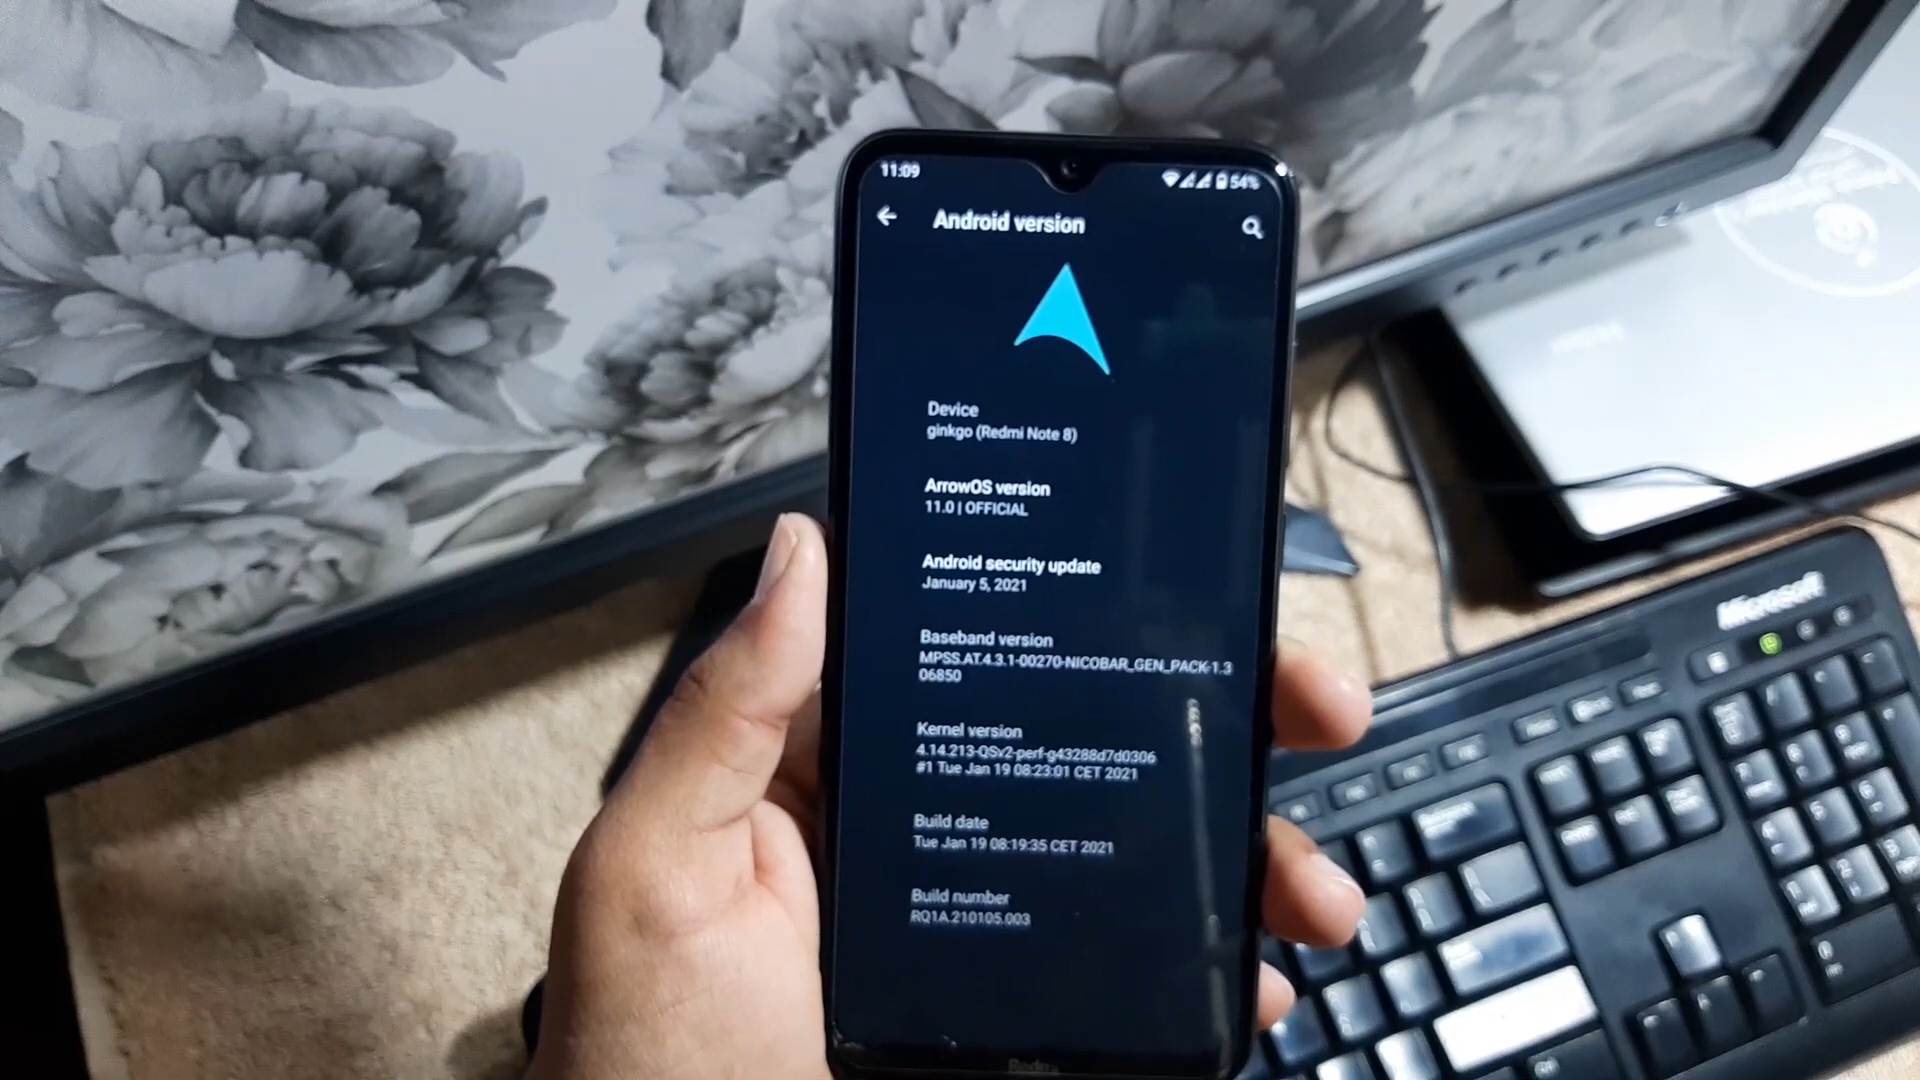 11:09
54%
Android version
Device
ginkgo (Redmi Note 8)
ArrowOS version
11.0 | OFFICIAL
Android security update
January 5, 2021
Baseband version
MPSS.AT.4.3.1-00270-NICOBAR_GEN_PACK-1.3
06850
Kernel version
4.14.213-QSv2-perf-g43288d7d0306
#1 Tue Jan 19 08:23:01 CET 2021
Build date
Tue Jan 19 08:19:35 CET 2021
Build number
RQ1A.210105.003
Redmi
Microsoft